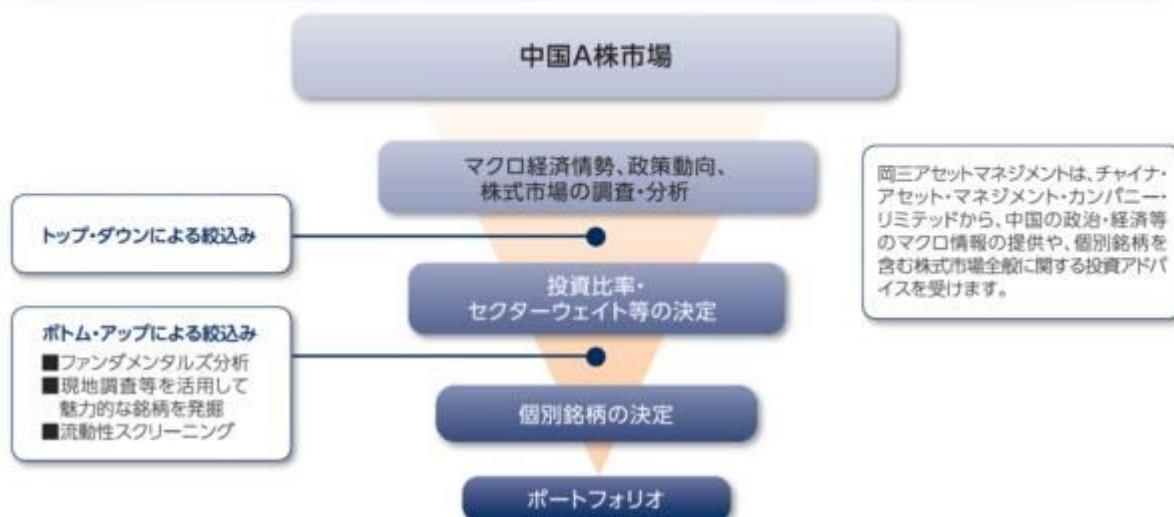 中国A株市場
マクロ経済情勢、政策動向、
株式市場の調査・分析
岡三アセットマネジメントは、チャイナ・
アセット・マネジメント・カンパニー・
リミテッドから、中国の政治・経済等
のマクロ情報の提供や、個別銘柄を
含む株式市場全般に関する投資アドバ
イスを受けます。
トップ・ダウンによる絞込み
投資比率・
セクターウェイト等の決定
ボトム・アップによる絞込み
■ファンダメンタルズ分析
■現地調査等を活用して
魅力的な銘柄を発掘
■流動性スクリーニング
個別銘柄の決定
ポートフォリオ